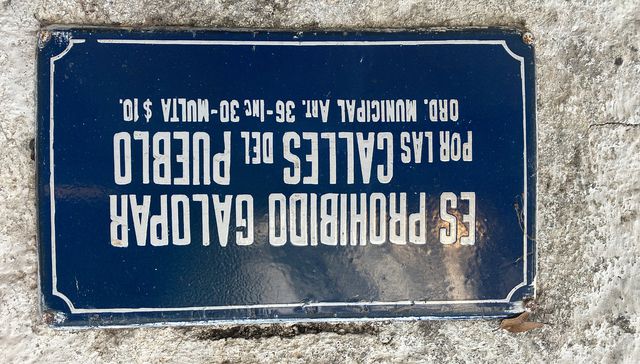 ES PROHIBIDO GALOPAR
POR LAS CALLES DEL PUEBLO
ORD. MUNICIPAL ART. 36-INC 30-MULTA $ 10.